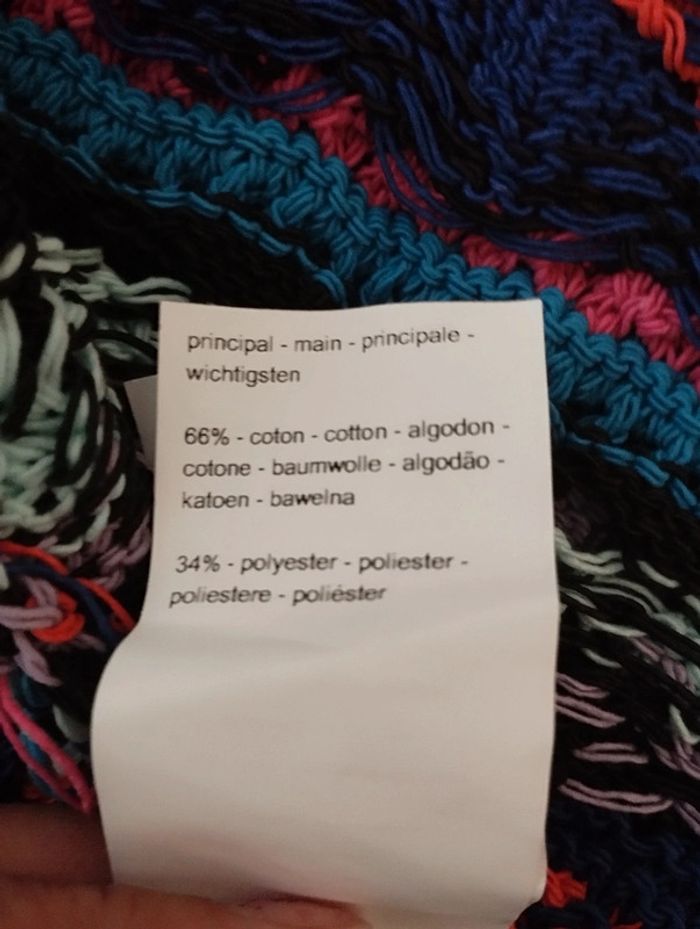 principal - main - principale -
wichtigsten
66% - coton - cotton - algodon -
cotone - baumwolle - algodão -
katoen - bawelna
34% - polyester - poliester -
poliestere - poliéster